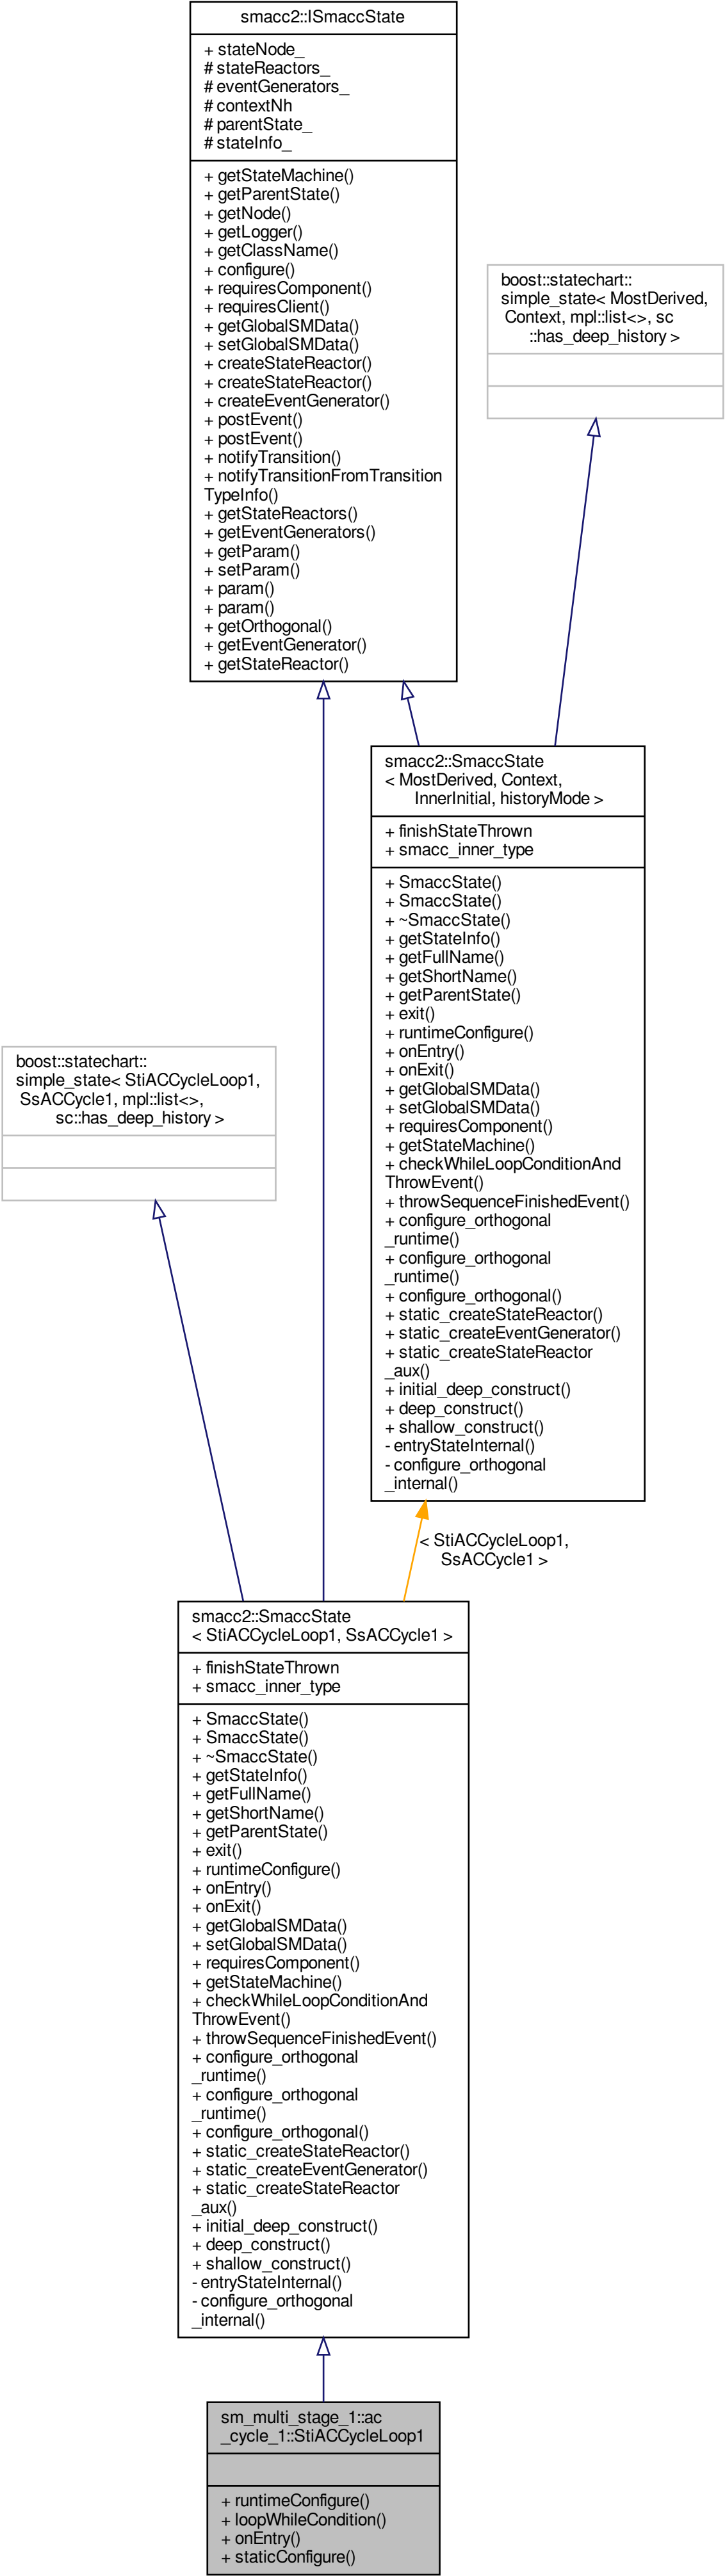 smacc2::ISmaccState
+ stateNode_
# stateReactors_
# eventGenerators_
# contextNh
# parentState_
# stateInfo_
+ getStateMachine()
+ getParentState()
+ getNode()
+ getLogger()
+ getClassName()
+ configure()
+ requiresComponent()
+ requiresClient()
+ getGlobalSMData()
+ setGlobalSMData()
+ createStateReactor()
+ createStateReactor()
+ createEventGenerator()
+ postEvent()
+ postEvent()
+ notifyTransition()
+ notifyTransitionFromTransition
TypeInfo()
+ getStateReactors()
+ getEventGenerators()
+ getParam()
+ setParam()
+ param()
+ param()
+ getOrthogonal()
+ getEventGenerator()
+ getStateReactor()
boost::statechart::
simple_state< MostDerived,
Context, mpl::list<>, sc
::has_deep_history >
smacc2::SmaccState
< MostDerived, Context,
InnerInitial, historyMode >
+ finishStateThrown
+ smacc_inner_type
+ SmaccState()
+ SmaccState()
+ ~SmaccState()
+ getStateInfo()
+ getFullName()
+ getShortName()
+ getParentState()
+ exit()
+ runtimeConfigure()
+ onEntry()
+ onExit()
+ getGlobalSMData()
+ setGlobalSMData()
+ requiresComponent()
+ getStateMachine()
+ checkWhileLoopConditionAnd
ThrowEvent()
+ throwSequenceFinishedEvent()
+ configure_orthogonal
_runtime()
+ configure_orthogonal
_runtime()
+ configure_orthogonal()
+ static_createStateReactor()
+ static_createEventGenerator()
+ static_createStateReactor
_aux()
+ initial_deep_construct()
+ deep_construct()
+ shallow_construct()
- entryStateInternal()
- configure_orthogonal
_internal()
boost::statechart::
simple_state< StiACCycleLoop1,
SsACCycle1, mpl::list<>,
sc::has_deep_history >
< StiACCycleLoop1,
SsACCycle1 >
smacc2::SmaccState
< StiACCycleLoop1, SsACCycle1 >
+ finishStateThrown
+ smacc_inner_type
+ SmaccState()
+ SmaccState()
+ ~SmaccState()
+ getStateInfo()
+ getFullName()
+ getShortName()
+ getParentState()
+ exit()
+ runtimeConfigure()
+ onEntry()
+ onExit()
+ getGlobalSMData()
+ setGlobalSMData()
+ requiresComponent()
+ getStateMachine()
+ checkWhileLoopConditionAnd
ThrowEvent()
+ throwSequenceFinishedEvent()
+ configure_orthogonal
_runtime()
+ configure_orthogonal
_runtime()
+ configure_orthogonal()
+ static_createStateReactor()
+ static_createEventGenerator()
+ static_createStateReactor
_aux()
+ initial_deep_construct()
+ deep_construct()
+ shallow_construct()
- entryStateInternal()
- configure_orthogonal
_internal()
sm_multi_stage_1::ac
_cycle_1::StiACCycleLoop1
+ runtimeConfigure()
+ loopWhileCondition()
+ onEntry()
+ staticConfigure()